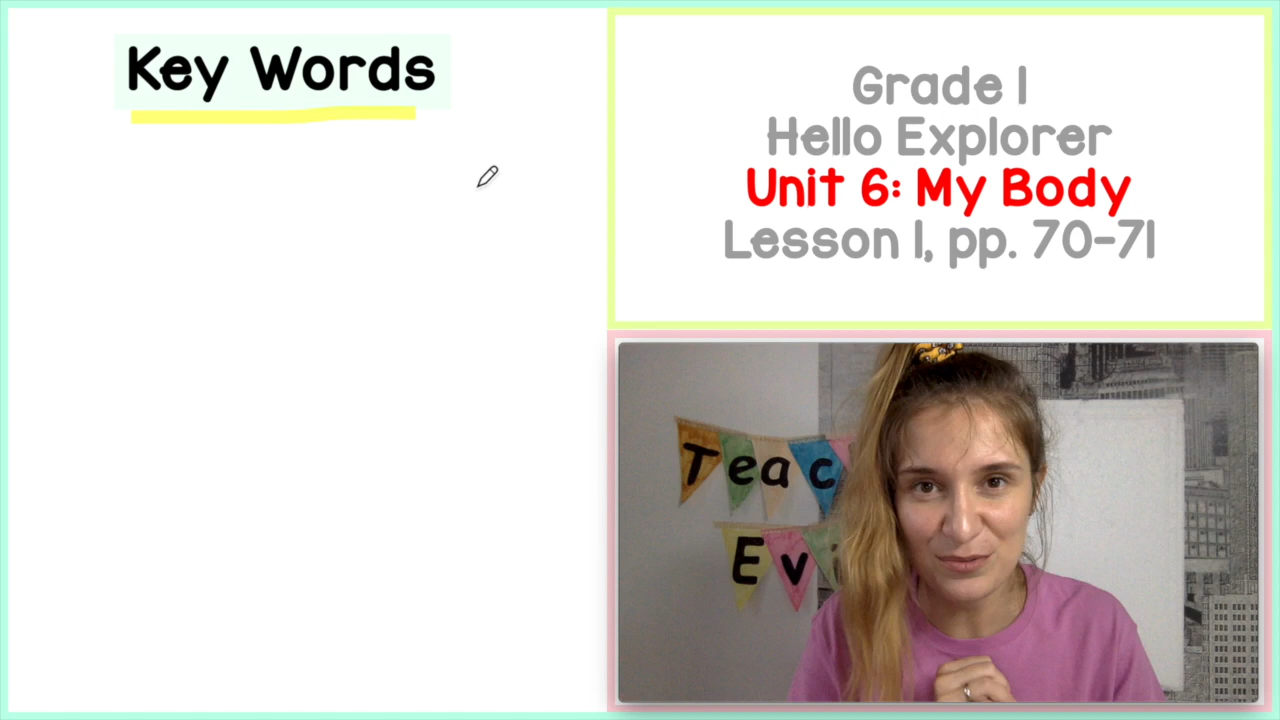 Key Words
Grade 1
Hello Explorer
Unit 6: My Body
Lesson 1, pp. 70-71
Teac
Evi